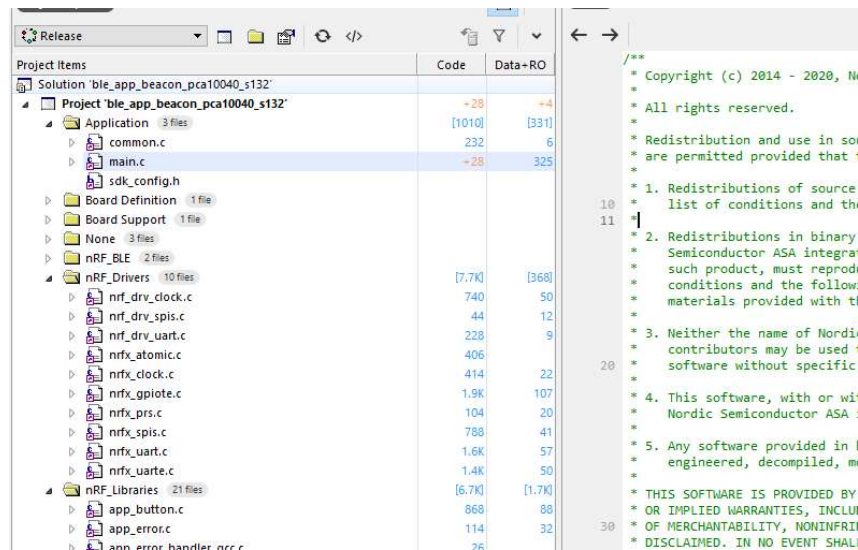 Release
Project Items Code Data+RO
Solution 'ble_app_beacon_pca10040_s132'
Project 'ble_app_beacon_pca10040_s132' +28 +4
Application 3 files [1010] [331]
common.c 232 6
main.c +28 325
sdk_config.h
Board Definition 1 file
Board Support 1 file
None 3 files
nRF_BLE 2 files
nRF_Drivers 10 files [7.7K] [368]
nrf_drv_clock.c 740 50
nrf_drv_spis.c 44 12
nrf_drv_uart.c 228 9
nrfx_atomic.c 406
nrfx_clock.c 414 22
nrfx_gpiote.c 1.9K 107
nrfx_prs.c 104 20
nrfx_spis.c 788 41
nrfx_uart.c 1.6K 57
nrfx_uarte.c 1.4K 50
nRF_Libraries 21 files [6.7K] [1.7K]
app_button.c 868 88
app_error.c 114 32
app_error_handler_gcc.c 26
/**
* Copyright (c) 2014 - 2020, No
*
* All rights reserved.
*
* Redistribution and use in sou
* are permitted provided that
*
* 1. Redistributions of source
10 * list of conditions and the
11 *
* 2. Redistributions in binary
* Semiconductor ASA integrat
* such product, must reprodu
* conditions and the followi
* materials provided with th
*
* 3. Neither the name of Nordic
* contributors may be used
20 * software without specific
*
* 4. This software, with or wit
* Nordic Semiconductor ASA
*
* 5. Any software provided in
* engineered, decompiled, mo
*
* THIS SOFTWARE IS PROVIDED BY
* OR IMPLIED WARRANTIES, INCLUD
30 * OF MERCHANTABILITY, NONINFRIN
* DISCLAIMED. IN NO EVENT SHALL